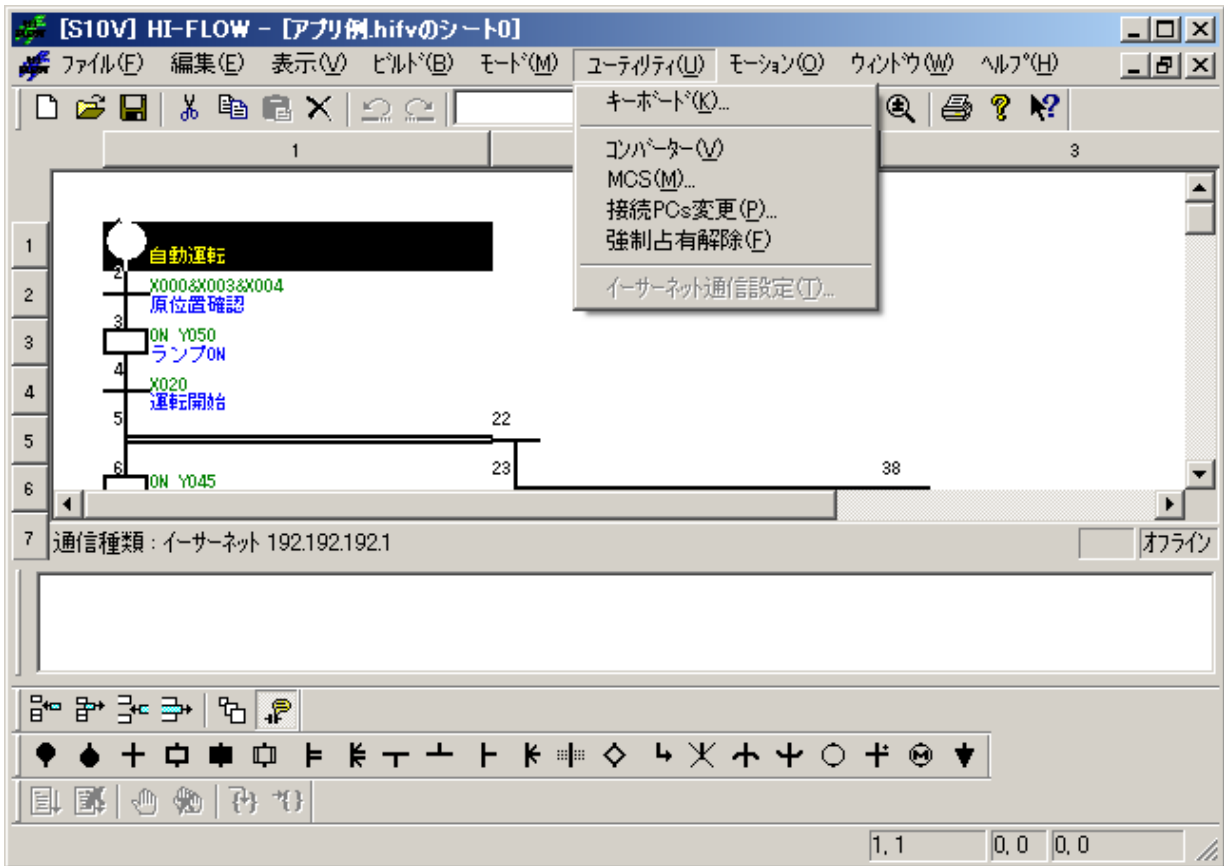 [S10V] HI-FLOW - [アプリ例.hifvのシート0]
ファイル(F) 編集(E) 表示(V) ビルド(B) モード(M) ユーティリティ(U) モーション(O) ウィンドウ(W) ヘルプ(H)
キーボード(K)...
コンバーター(V)
MCS(M)...
接続PCs変更(P)...
強制占有解除(F)
イーサーネット通信設定(T)...
1 3
1
自動運転
2
2
X000&X003&X004
原位置確認
3
3
ON Y050
ランプON
4
4
X020
運転開始
5 22
5
6 23 38
6
ON Y045
7
通信種類 : イーサーネット 192.192.192.1 オフライン
1, 1 0, 0 0, 0